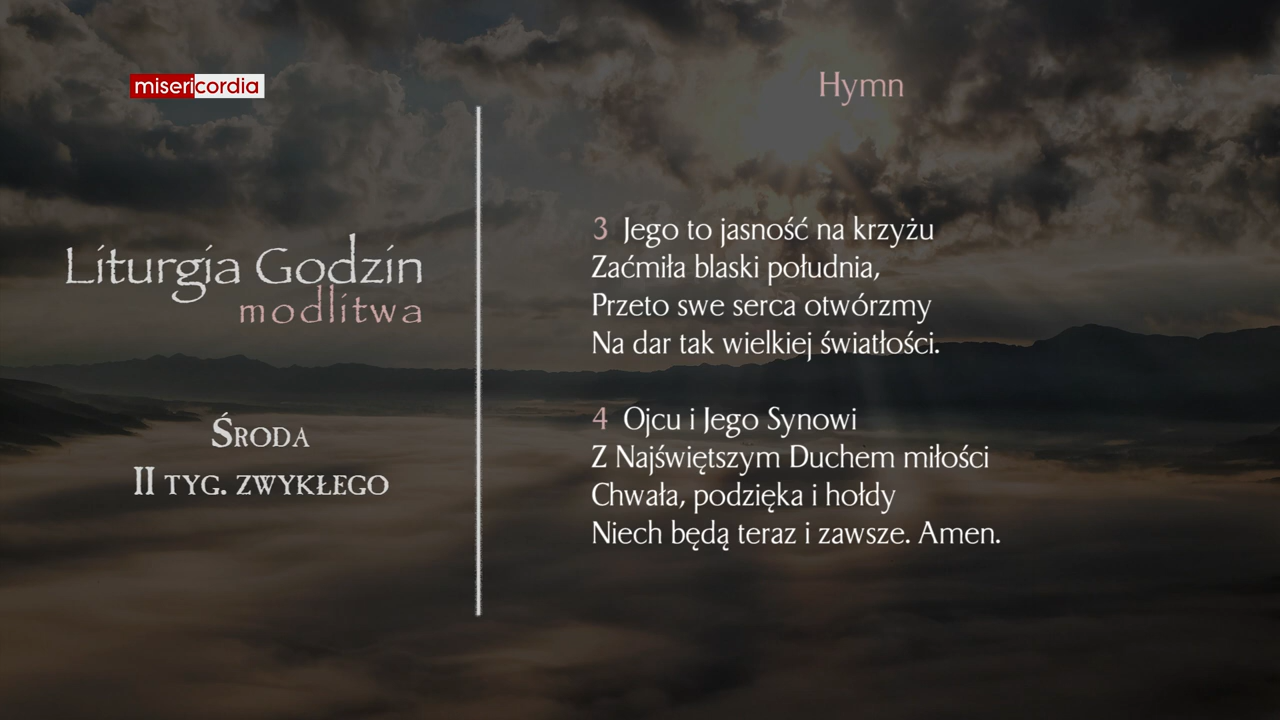 misericordia
Liturgia Godzin
modlitwa
Środa
II tyg. zwykłego
Hymn
3 Jego to jasność na krzyżu
Zaćmiła blaski południa,
Przeto swe serca otwórzmy
Na dar tak wielkiej światłości.
4 Ojcu i Jego Synowi
Z Najświętszym Duchem miłości
Chwała, podzięka i hołdy
Niech będą teraz i zawsze. Amen.